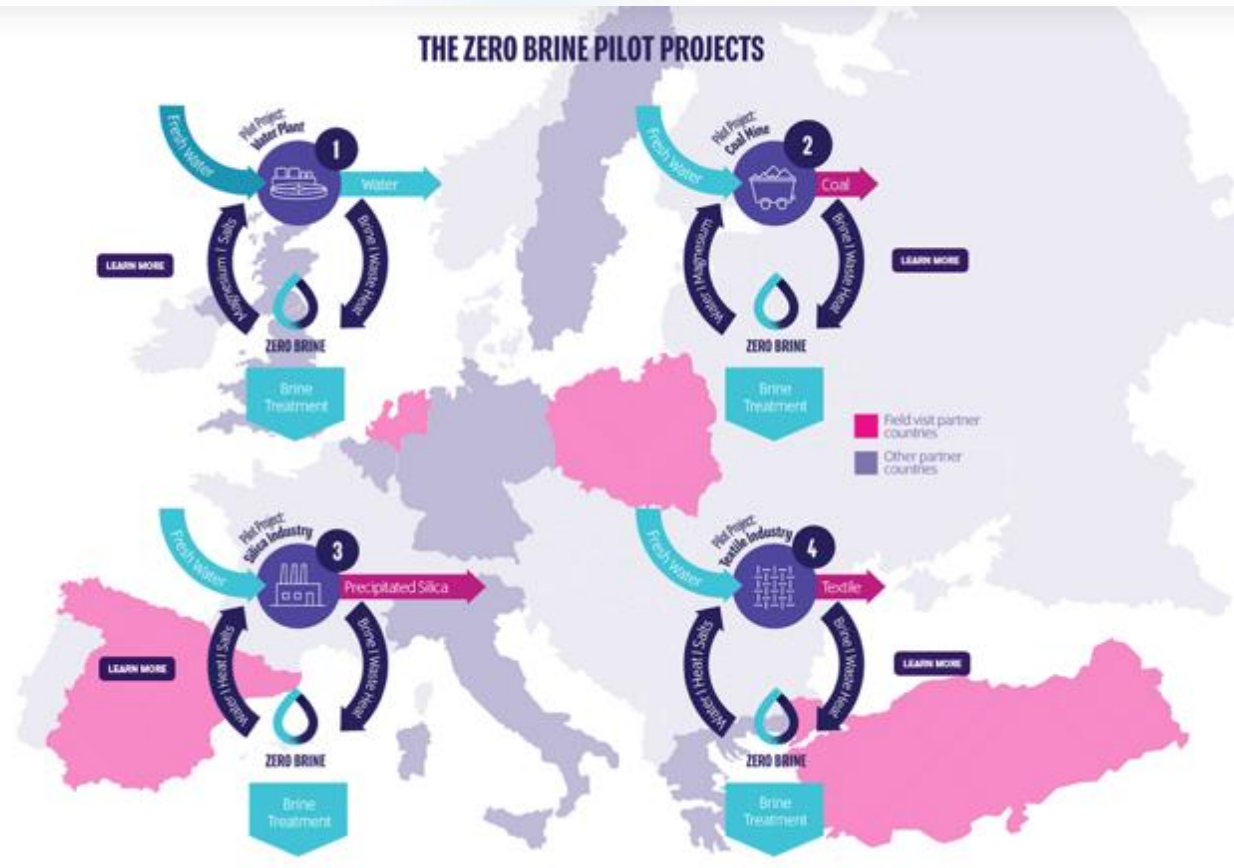 THE ZERO BRINE PILOT PROJECTS
Fresh Water
Pilot Project:
Water Plant
1
Water
Magnesium | Salts
Brine | Waste Heat
LEARN MORE
ZERO BRINE
Brine
Treatment
Fresh Water
Pilot Project:
Coal Mine
2
Coal
Water | Magnesium
Brine | Waste Heat
LEARN MORE
ZERO BRINE
Brine
Treatment
Field visit partner
countries
Other partner
countries
Fresh Water
Pilot Project:
Silica Industry
3
Precipitated Silica
Water | Heat | Salts
Brine | Waste Heat
LEARN MORE
ZERO BRINE
Brine
Treatment
Fresh Water
Pilot Project:
Textile Industry
4
Textile
Water | Heat | Salts
Brine | Waste Heat
LEARN MORE
ZERO BRINE
Brine
Treatment